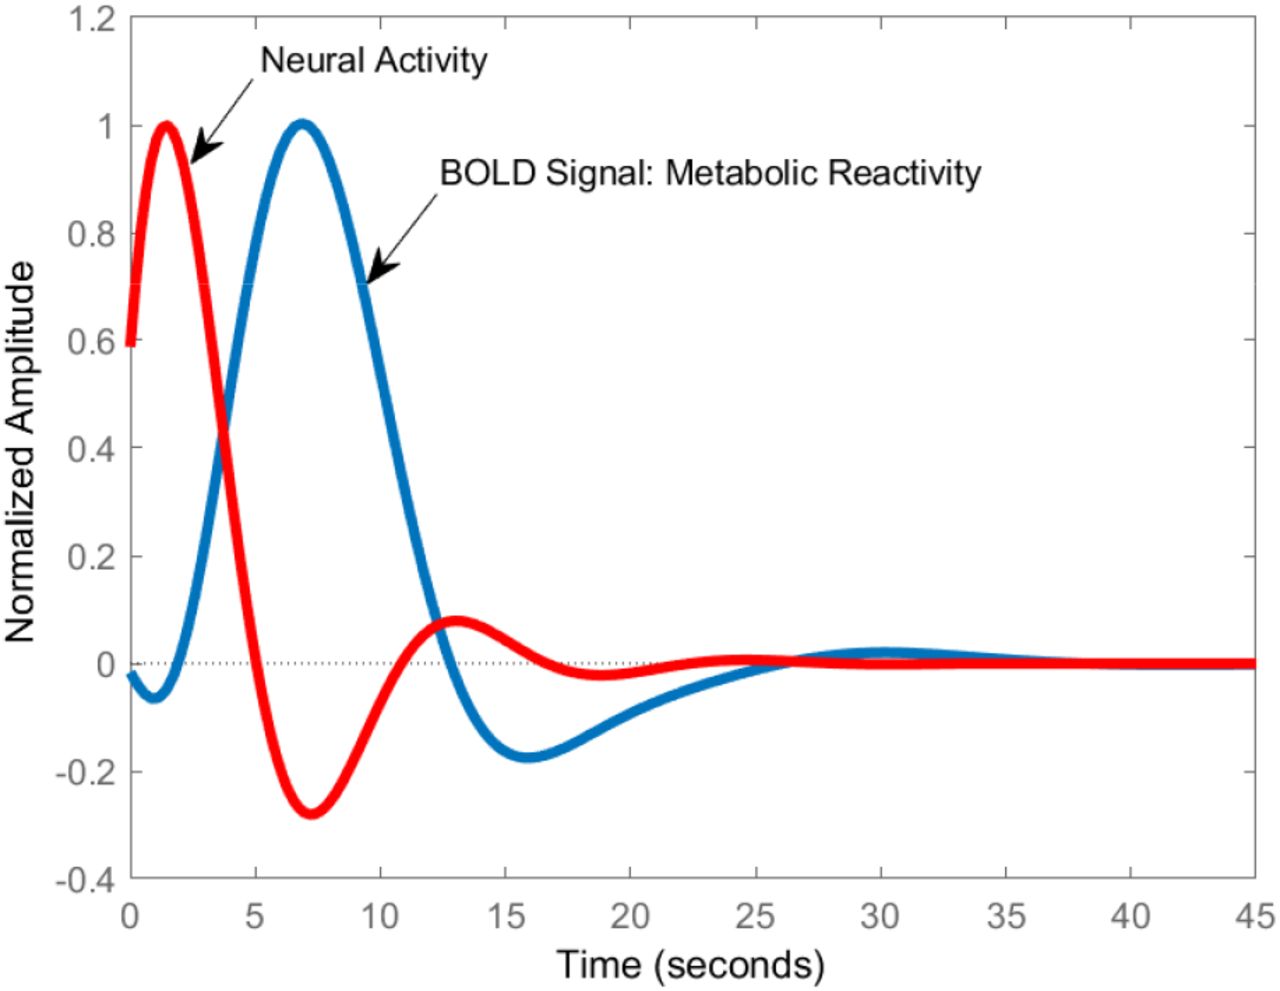 1.2
Neural Activity
1
BOLD Signal: Metabolic Reactivity
0.8
0.6
0.4
0.2
0
-0.2
-0.4
Normalized Amplitude
0 5 10 15 20 25 30 35 40 45
Time (seconds)